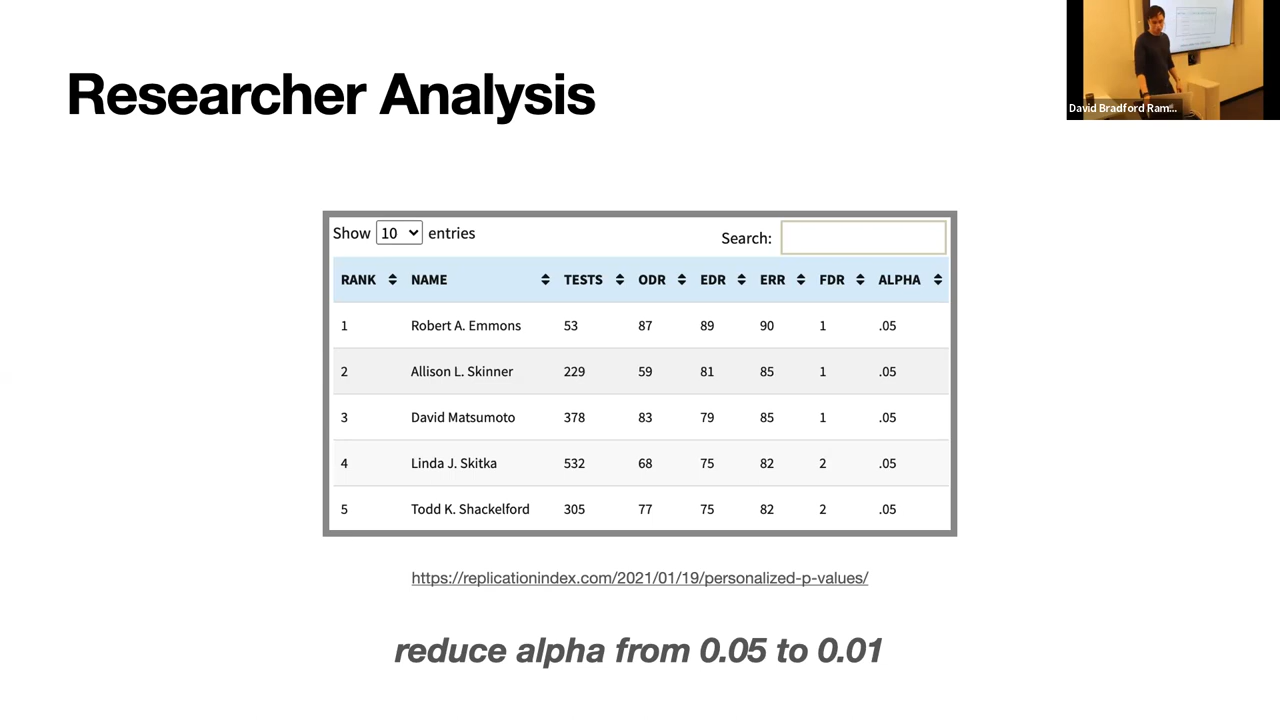 Researcher Analysis
David Bradford Ram...
Show 10 entries
Search:
RANK NAME TESTS ODR EDR ERR FDR ALPHA
1 Robert A. Emmons 53 87 89 90 1 .05
2 Allison L. Skinner 229 59 81 85 1 .05
3 David Matsumoto 378 83 79 85 1 .05
4 Linda J. Skitka 532 68 75 82 2 .05
5 Todd K. Shackelford 305 77 75 82 2 .05
https://replicationindex.com/2021/01/19/personalized-p-values/
reduce alpha from 0.05 to 0.01